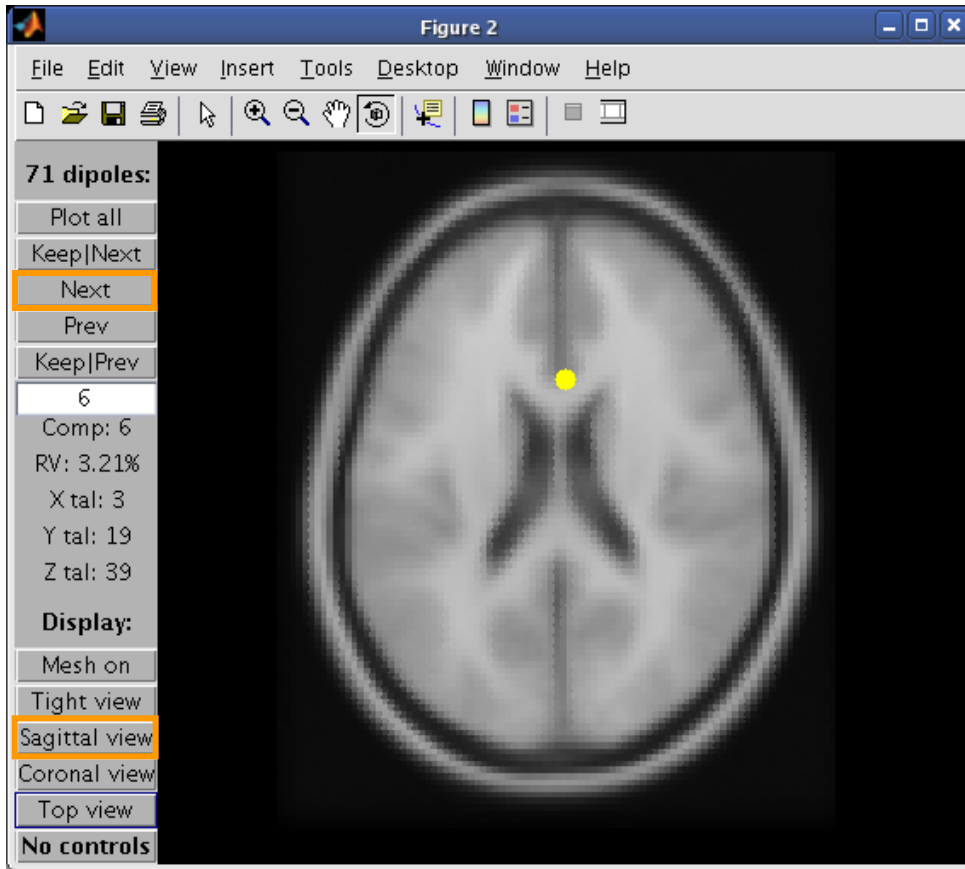 Figure 2
File Edit View Insert Tools Desktop Window Help
71 dipoles:
Plot all
Keep|Next
Next
Prev
Keep|Prev
6
Comp: 6
RV: 3.21%
X tal: 3
Y tal: 19
Z tal: 39
Display:
Mesh on
Tight view
Sagittal view
Coronal view
Top view
No controls